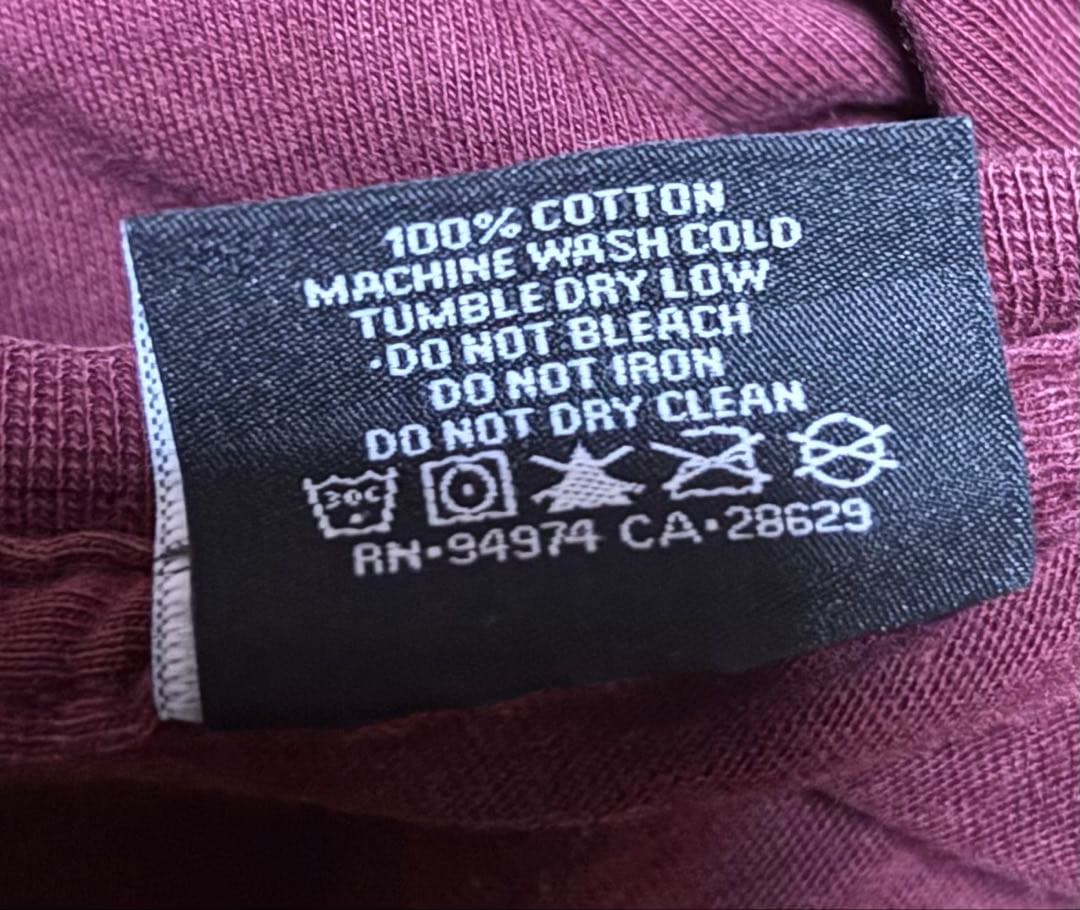 100% COTTON
MACHINE WASH COLD
TUMBLE DRY LOW
•DO NOT BLEACH
DO NOT IRON
DO NOT DRY CLEAN
30C
RN•94974 CA•28629